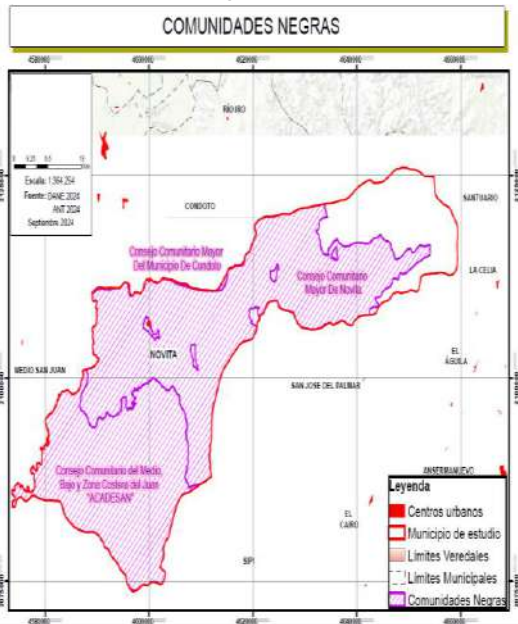 COMUNIDADES NEGRAS
RÍO IRO
Escala: 1:364.254
Fuente: DANE 2024
ANT 2024
Septiembre 2024
CONDOTO
SANTUARIO
Consejo Comunitario Mayor
Del Municipio De Condoto
Consejo Comunitario
Mayor De Novita
LA CELIA
NOVITA
MEDIO SAN JUAN
EL
ÁGUILA
SAN JOSE DEL PALMAR
Consejo Comunitario del Medio,
Bajo y Zona Costera del Juan
"ACADESAN"
ANSERMANUEVO
EL
CAIRO
SIPI
Leyenda
Centros urbanos
Municipio de estudio
Límites Veredales
Límites Municipales
Comunidades Negras